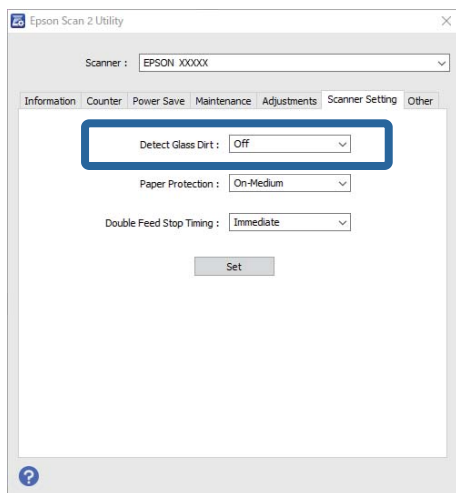 Epson Scan 2 Utility
Scanner : EPSON XXXXX
Information Counter Power Save Maintenance Adjustments Scanner Setting Other
Detect Glass Dirt : Off
Paper Protection : On-Medium
Double Feed Stop Timing : Immediate
Set
?